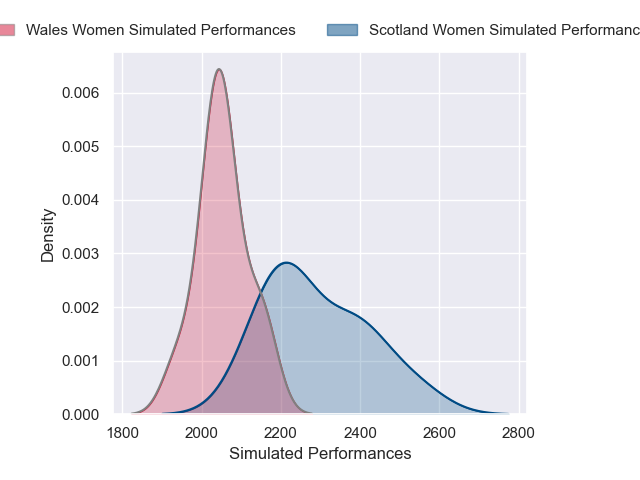 Wales Women Simulated Performances
Scotland Women Simulated Performanc
0.006
0.005
0.004
0.003
0.002
0.001
0.000
Density
1800 2000 2200 2400 2600 2800
Simulated Performances